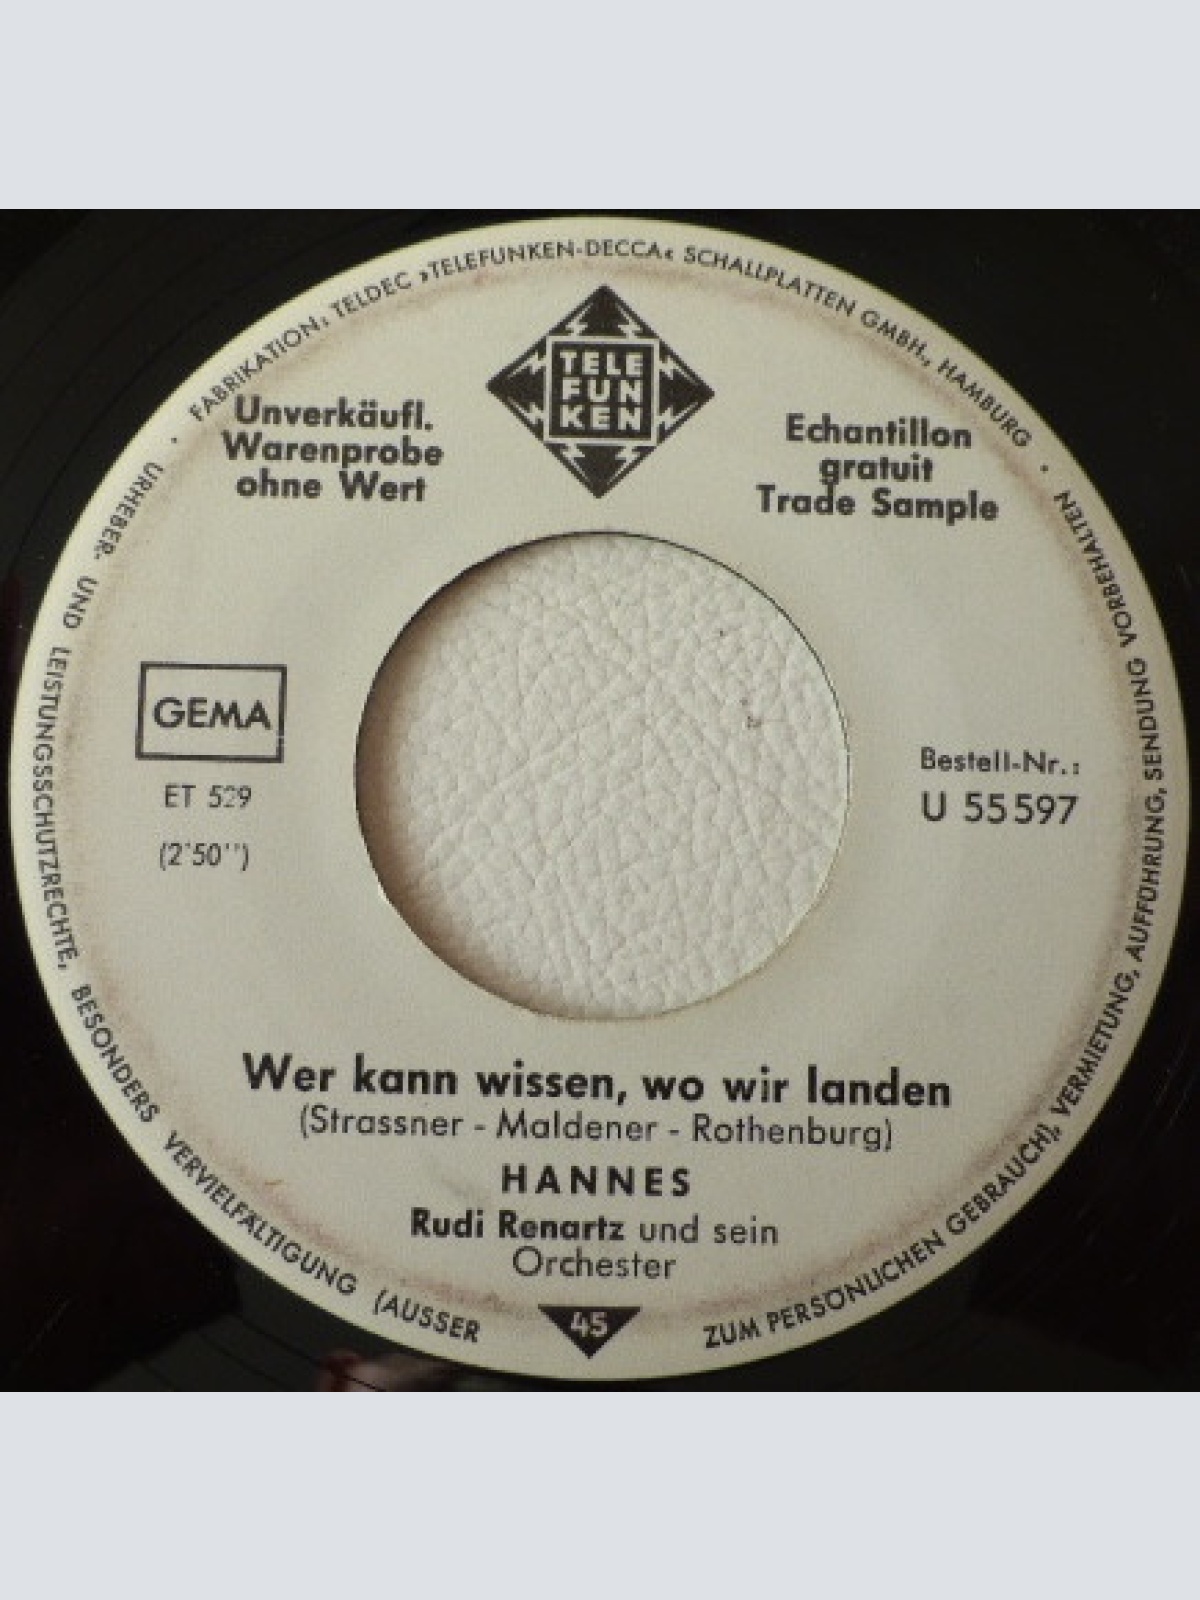 FABRIKATION: TELDEC »TELEFUNKEN-DECCA« SCHALLPLATTEN GMBH., HAMBURG ·
URHEBER- UND LEISTUNGSSCHUTZRECHTE, BESONDERS VERVIELFÄLTIGUNG (AUSSER
ZUM PERSÖNLICHEN GEBRAUCH), VERMIETUNG, AUFFÜHRUNG, SENDUNG VORBEHALTEN ·
TELE
FUN
KEN
Unverkäufl.
Warenprobe
ohne Wert
Echantillon
gratuit
Trade Sample
GEMA
ET 529
(2'50'')
Bestell-Nr.:
U 55597
Wer kann wissen, wo wir landen
(Strassner - Maldener - Rothenburg)
HANNES
Rudi Renartz und sein
Orchester
45